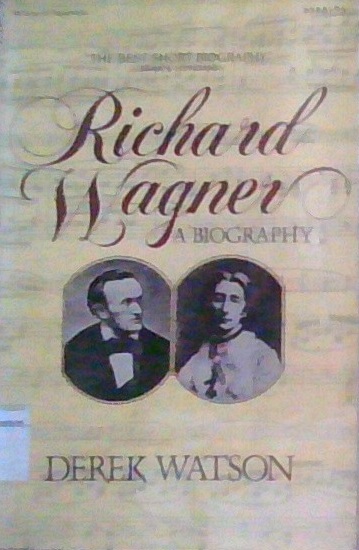 THE BEST SHORT BIOGRAPHY
Richard
Wagner
A BIOGRAPHY
DEREK WATSON